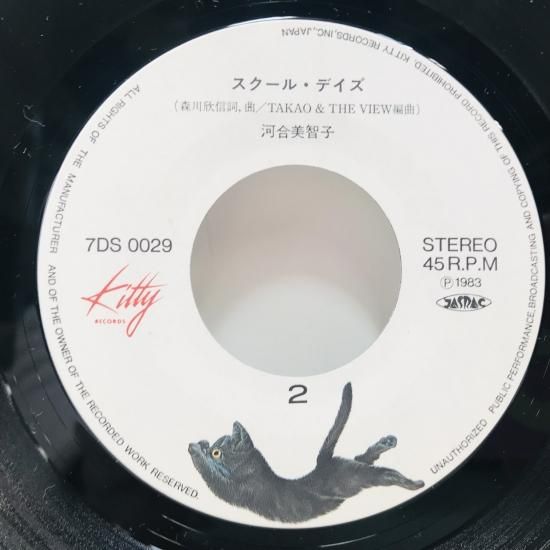 スクール・デイズ
(森川欣信詞,曲/TAKAO & THE VIEW編曲)
河合美智子
7DS 0029
STEREO
45 R.P.M
Ⓟ 1983
Kitty
RECORDS
JASRAC
2
ALL RIGHTS OF THE MANUFACTURER AND OF THE OWNER OF THE RECORDED WORK RESERVED.
UNAUTHORIZED PUBLIC PERFORMANCE, BROADCASTING AND COPYING OF THIS RECORD PROHIBITED. KITTY RECORDS, INC., JAPAN